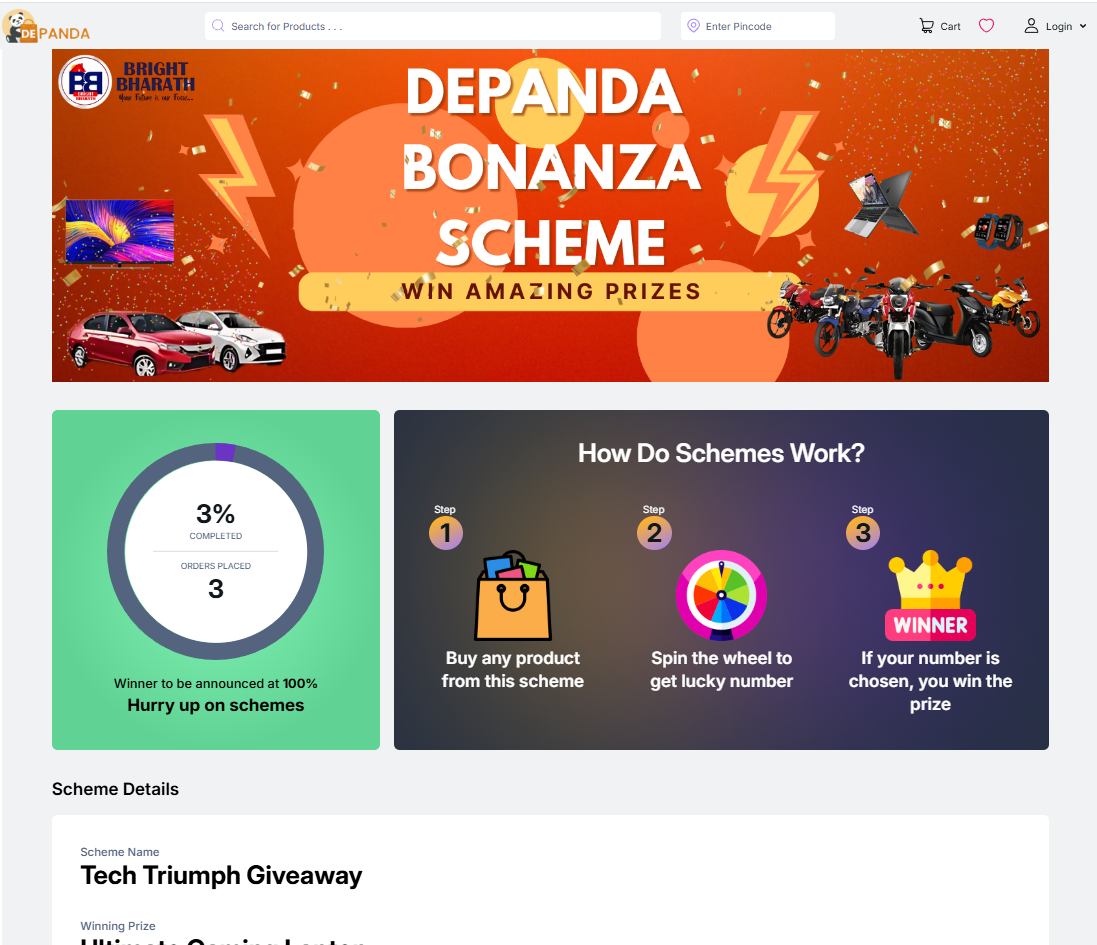 DEPANDA
Search for Products . . .
Enter Pincode
Cart
Login
BRIGHT
BHARATH
Your Future is our Focus...
DEPANDA
BONANZA
SCHEME
WIN AMAZING PRIZES
3%
COMPLETED
ORDERS PLACED
3
Winner to be announced at 100%
Hurry up on schemes
How Do Schemes Work?
Step
1
Buy any product
from this scheme
Step
2
Spin the wheel to
get lucky number
Step
3
WINNER
If your number is
chosen, you win the
prize
Scheme Details
Scheme Name
Tech Triumph Giveaway
Winning Prize
Ultimate Gaming Laptop